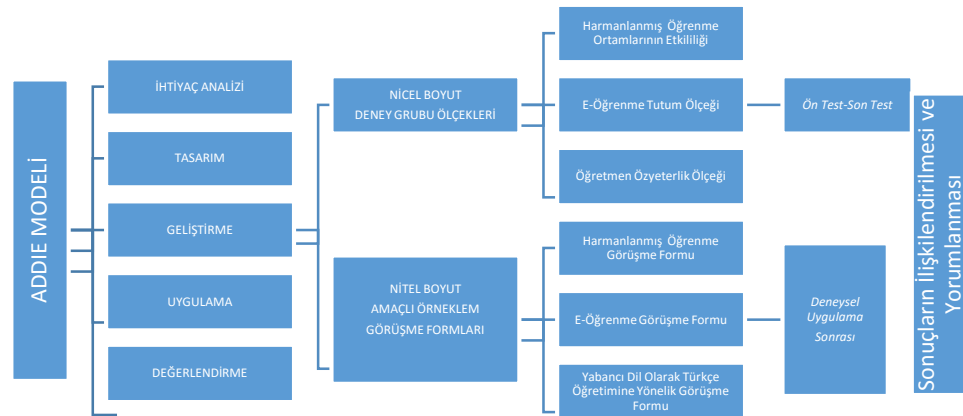 ADDIE MODELİ
İHTİYAÇ ANALİZİ
TASARIM
GELİŞTİRME
UYGULAMA
DEĞERLENDİRME
NİCEL BOYUT
DENEY GRUBU ÖLÇEKLERİ
NİTEL BOYUT
AMAÇLI ÖRNEKLEM
GÖRÜŞME FORMLARI
Harmanlanmış Öğrenme
Ortamlarının Etkililiği
E-Öğrenme Tutum Ölçeği
Öğretmen Özyeterlik Ölçeği
Harmanlanmış Öğrenme
Görüşme Formu
E-Öğrenme Görüşme Formu
Yabancı Dil Olarak Türkçe
Öğretimine Yönelik Görüşme
Formu
Ön Test-Son Test
Deneysel
Uygulama
Sonrası
Sonuçların İlişkilendirilmesi ve
Yorumlanması